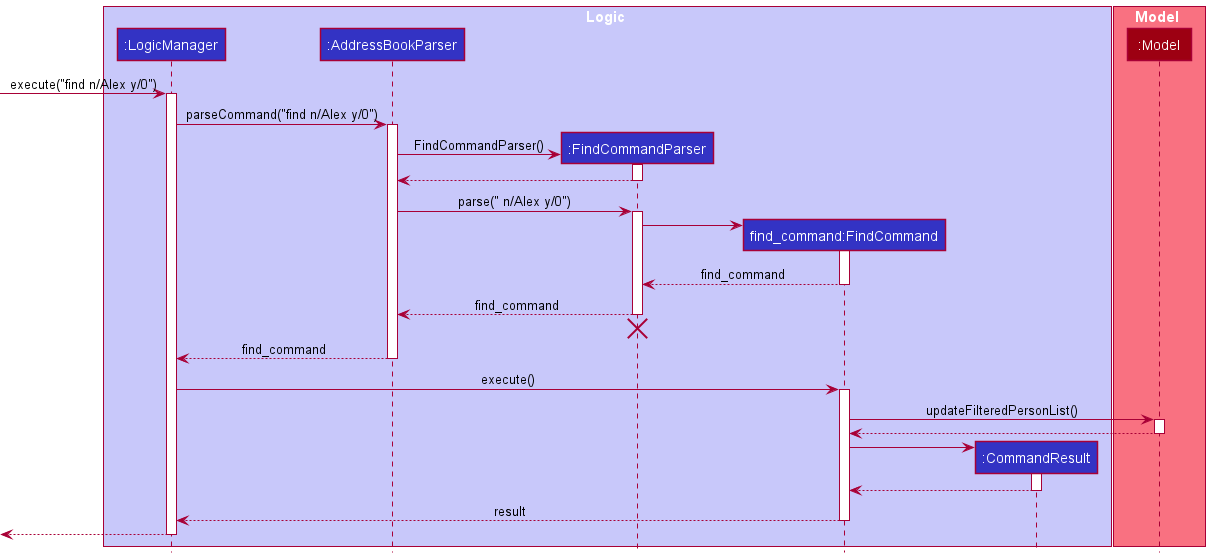 Logic
Model
:LogicManager
:AddressBookParser
:Model
execute("find n/Alex y/0")
parseCommand("find n/Alex y/0")
FindCommandParser()
:FindCommandParser
parse(" n/Alex y/0")
find_command:FindCommand
find_command
find_command
find_command
execute()
updateFilteredPersonList()
:CommandResult
result